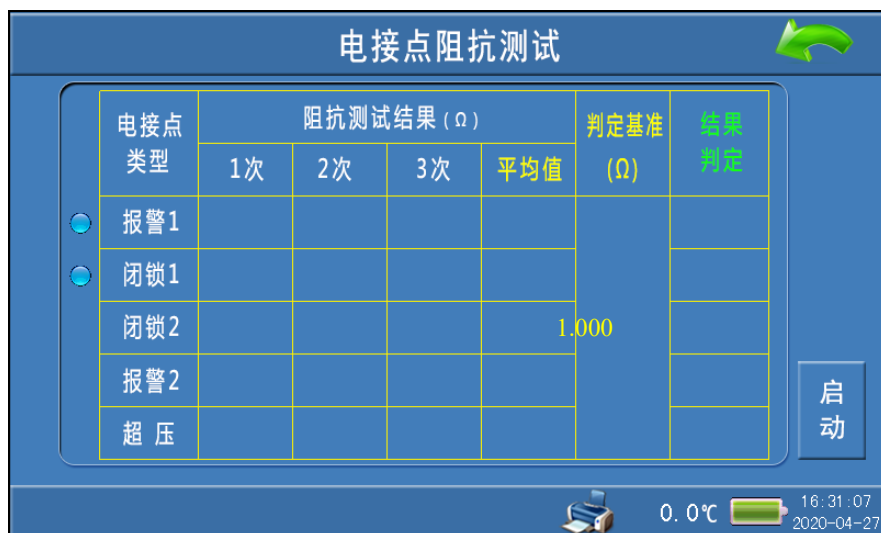 电接点阻抗测试
电接点类型 阻抗测试结果(Ω) 判定基准(Ω) 结果判定
1次 2次 3次 平均值
报警1
闭锁1
闭锁2 1.000
报警2
超 压
启动
0.0℃ 16:31:07
2020-04-27